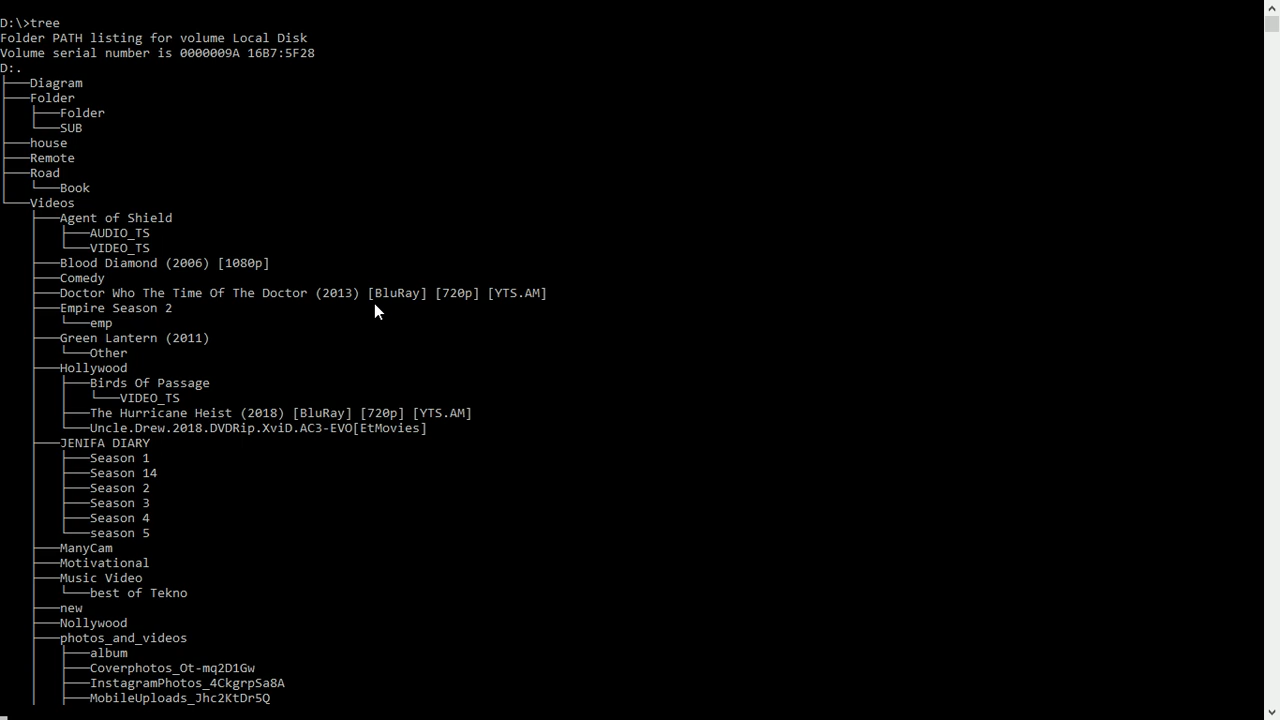 D:\>tree
Folder PATH listing for volume Local Disk
Volume serial number is 0000009A 16B7:5F28
D:.
├───Diagram
├───Folder
│   ├───Folder
│   └───SUB
├───house
├───Remote
├───Road
│   └───Book
└───Videos
    ├───Agent of Shield
    │   ├───AUDIO_TS
    │   └───VIDEO_TS
    ├───Blood Diamond (2006) [1080p]
    ├───Comedy
    ├───Doctor Who The Time Of The Doctor (2013) [BluRay] [720p] [YTS.AM]
    ├───Empire Season 2
    │   └───emp
    ├───Green Lantern (2011)
    │   └───Other
    ├───Hollywood
    │   ├───Birds Of Passage
    │   │   └───VIDEO_TS
    │   ├───The Hurricane Heist (2018) [BluRay] [720p] [YTS.AM]
    │   └───Uncle.Drew.2018.DVDRip.XviD.AC3-EVO[EtMovies]
    ├───JENIFA DIARY
    │   ├───Season 1
    │   ├───Season 14
    │   ├───Season 2
    │   ├───Season 3
    │   ├───Season 4
    │   └───season 5
    ├───ManyCam
    ├───Motivational
    ├───Music Video
    │   └───best of Tekno
    ├───new
    ├───Nollywood
    ├───photos_and_videos
    │   ├───album
    │   ├───Coverphotos_Ot-mq2D1Gw
    │   ├───InstagramPhotos_4CkgrpSa8A
    │   ├───MobileUploads_Jhc2KtDr5Q